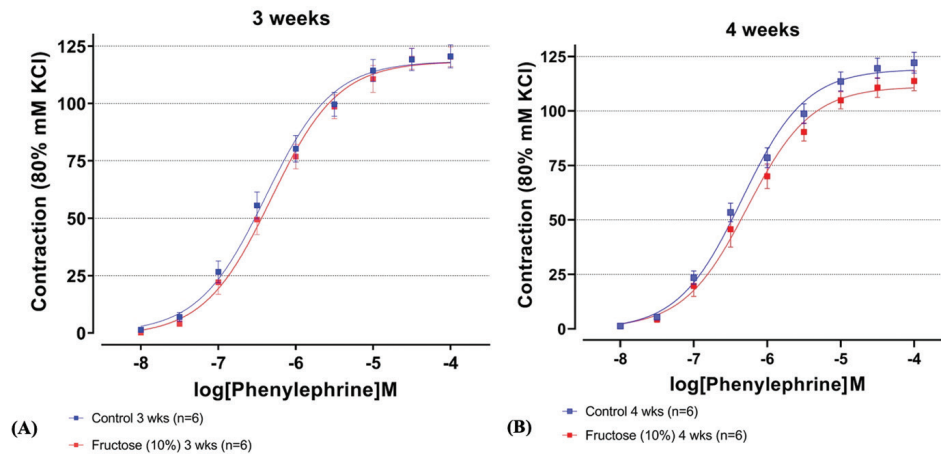 3 weeks
125
100
75
50
25
0
Contraction (80% mM KCl)
-8 -7 -6 -5 -4
log[Phenylephrine]M
(A)
Control 3 wks (n=6)
Fructose (10%) 3 wks (n=6)
4 weeks
125
100
75
50
25
0
Contraction (80% mM KCl)
-8 -7 -6 -5 -4
log[Phenylephrine]M
(B)
Control 4 wks (n=6)
Fructose (10%) 4 wks (n=6)